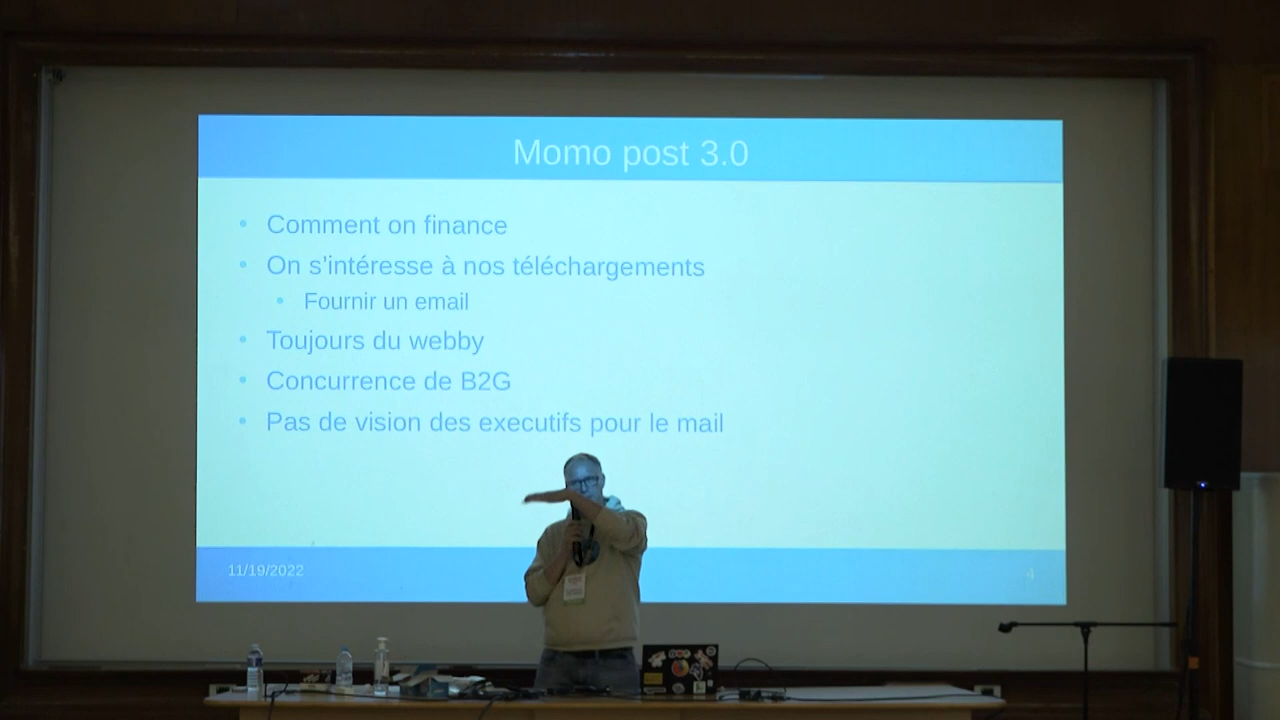 Momo post 3.0
• Comment on finance
• On s'intéresse à nos téléchargements
• Fournir un email
• Toujours du webby
• Concurrence de B2G
• Pas de vision des executifs pour le mail
11/19/2022
4